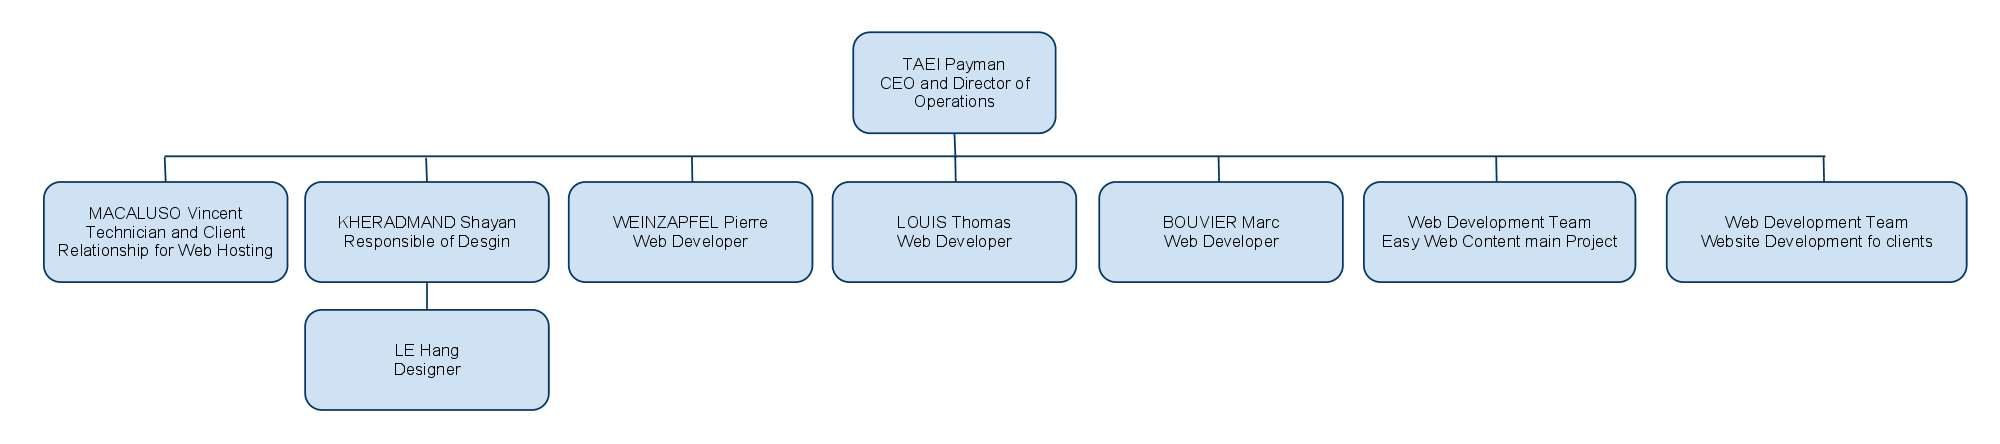 TAEI Payman
CEO and Director of
Operations
MACALUSO Vincent
Technician and Client
Relationship for Web Hosting
KHERADMAND Shayan
Responsible of Desgin
WEINZAPFEL Pierre
Web Developer
LOUIS Thomas
Web Developer
BOUVIER Marc
Web Developer
Web Development Team
Easy Web Content main Project
Web Development Team
Website Development fo clients
LE Hang
Designer